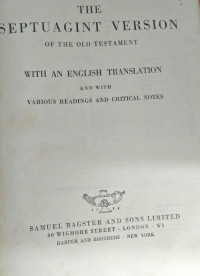 THE
SEPTUAGINT VERSION
OF THE OLD TESTAMENT
WITH AN ENGLISH TRANSLATION
AND WITH
VARIOUS READINGS AND CRITICAL NOTES
SAMUEL BAGSTER AND SONS LIMITED
80 WIGMORE STREET · LONDON · W1
HARPER AND BROTHERS · NEW YORK